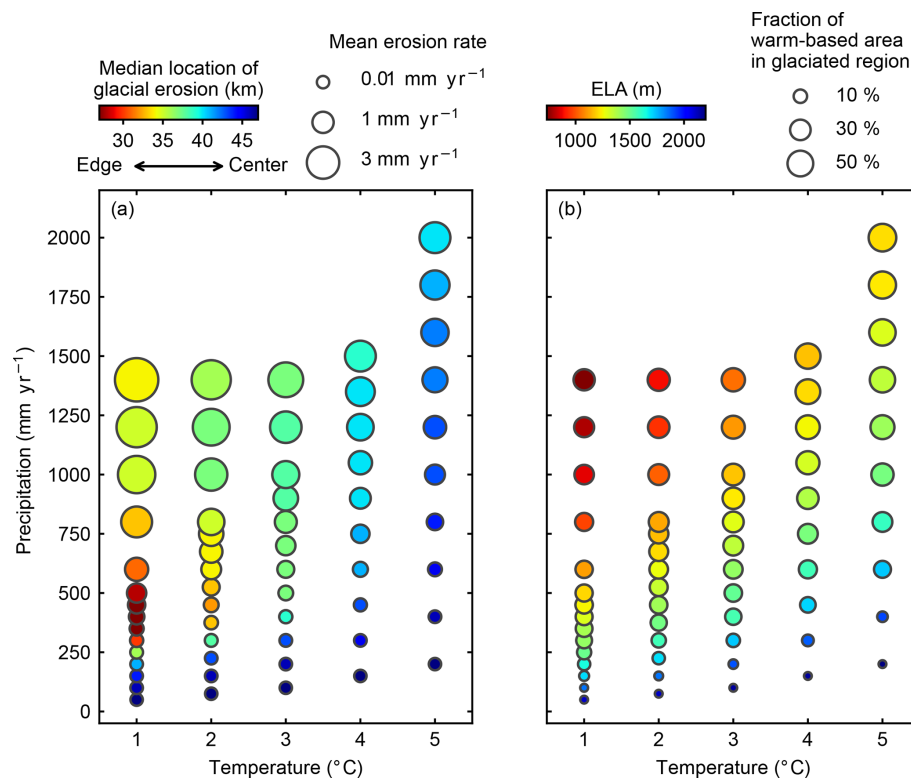 Median location of
glacial erosion (km)
30 35 40 45
Edge Center
Mean erosion rate
0.01 mm yr⁻¹
1 mm yr⁻¹
3 mm yr⁻¹
ELA (m)
1000 1500 2000
Fraction of
warm-based area
in glaciated region
10 %
30 %
50 %
(a)
Precipitation (mm yr⁻¹)
2000
1750
1500
1250
1000
750
500
250
0
1 2 3 4 5
Temperature (°C)
(b)
1 2 3 4 5
Temperature (°C)